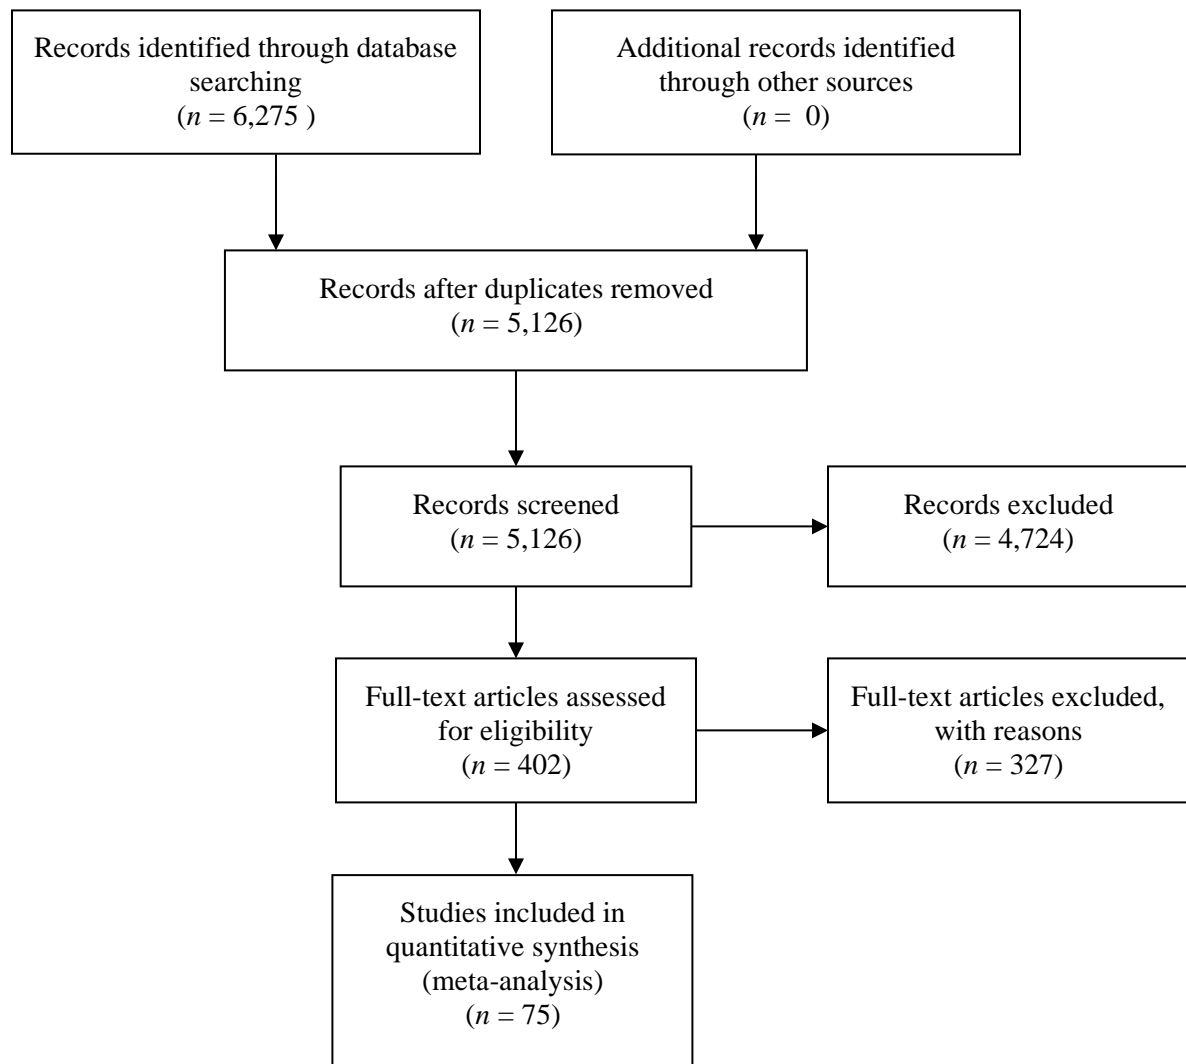 Records identified through database
searching
(n = 6,275 )
Additional records identified
through other sources
(n =  0)
Records after duplicates removed
(n = 5,126)
Records screened
(n = 5,126)
Records excluded
(n = 4,724)
Full-text articles assessed
for eligibility
(n = 402)
Full-text articles excluded,
with reasons
(n = 327)
Studies included in
quantitative synthesis
(meta-analysis)
(n = 75)